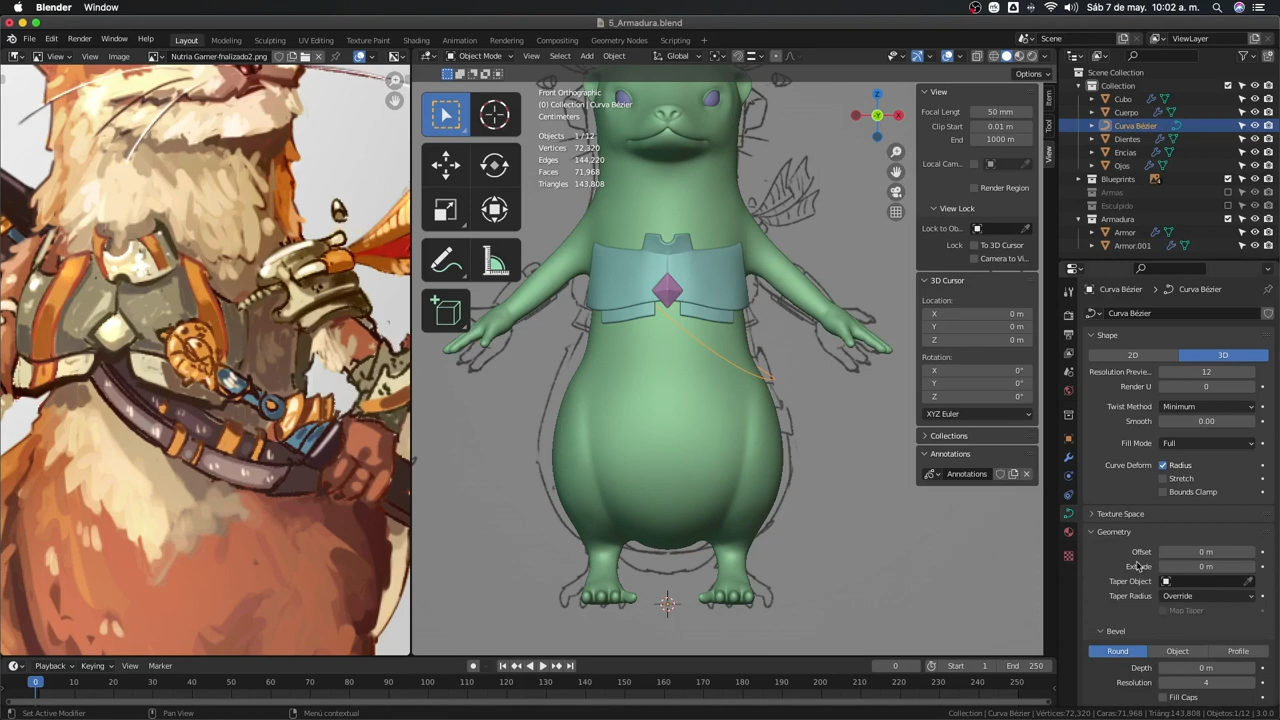 Blender Window
Sáb 7 de may. 10:02 a. m.
5_Armadura.blend
File Edit Render Window Help
Layout Modeling Sculpting UV Editing Texture Paint Shading Animation Rendering Compositing Geometry Nodes Scripting +
Scene ViewLayer
View View Image Nutria Gamer-fnalizado2.png
Object Mode View Select Add Object Global
Options
Front Orthographic
(0) Collection | Curva Bézier
Centimeters
Objects 1/12
Vertices 72,320
Edges 144,220
Faces 71,968
Triangles 143,808
Z
Y
X
View
Focal Lengt 50 mm
Clip Start 0.01 m
End 1000 m
Local Cam...
Render Region
View Lock
Lock to Ob...
Lock To 3D Cursor
Camera to Vi...
3D Cursor
Location:
X 0 m
Y 0 m
Z 0 m
Rotation:
X 0°
Y 0°
Z 0°
XYZ Euler
Collections
Annotations
Annotations
Item
Tool
View
Scene Collection
Collection
Cubo
Cuerpo
Curva Bézier
Dientes
Encias
Ojos
Blueprints
Armas
Esculpido
Armadura
Armor
Armor.001
Curva Bézier Curva Bézier
Curva Bézier
Shape
2D 3D
Resolution Previe... 12
Render U 0
Twist Method Minimum
Smooth 0.00
Fill Mode Full
Curve Deform Radius
Stretch
Bounds Clamp
Texture Space
Geometry
Offset 0 m
Extrude 0 m
Taper Object
Taper Radius Override
Map Taper
Bevel
Round Object Profile
Depth 0 m
Resolution 4
Fill Caps
Playback Keying View Marker
0 Start 1 End 250
0 10 20 30 40 50 60 70 80 90 100 110 120 130 140 150 160 170 180 190 200 210 220 230 240 250
Set Active Modifier Pan View Menú contextual
Collection | Curva Bézier | Vértices:72,320 | Caras:71,968 | Triáng:143,808 | Objetos:1/12 | 3.0.0